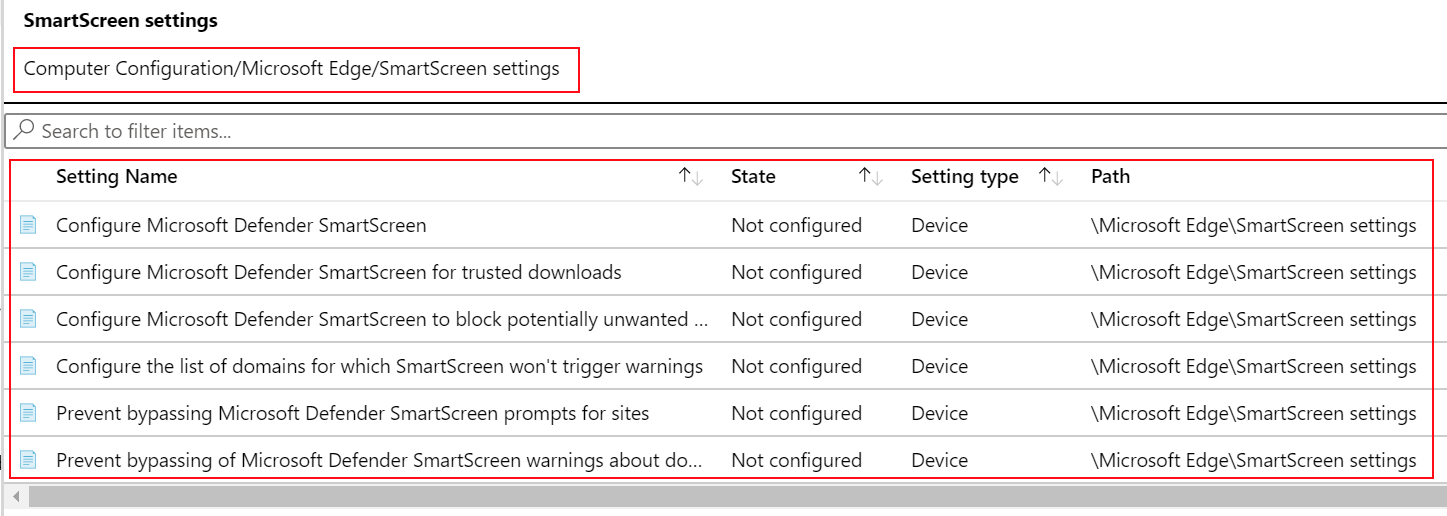 SmartScreen settings
Computer Configuration/Microsoft Edge/SmartScreen settings
Search to filter items...
Setting Name ↑↓ State ↑↓ Setting type ↑↓ Path
Configure Microsoft Defender SmartScreen Not configured Device \Microsoft Edge\SmartScreen settings
Configure Microsoft Defender SmartScreen for trusted downloads Not configured Device \Microsoft Edge\SmartScreen settings
Configure Microsoft Defender SmartScreen to block potentially unwanted ... Not configured Device \Microsoft Edge\SmartScreen settings
Configure the list of domains for which SmartScreen won't trigger warnings Not configured Device \Microsoft Edge\SmartScreen settings
Prevent bypassing Microsoft Defender SmartScreen prompts for sites Not configured Device \Microsoft Edge\SmartScreen settings
Prevent bypassing of Microsoft Defender SmartScreen warnings about do... Not configured Device \Microsoft Edge\SmartScreen settings